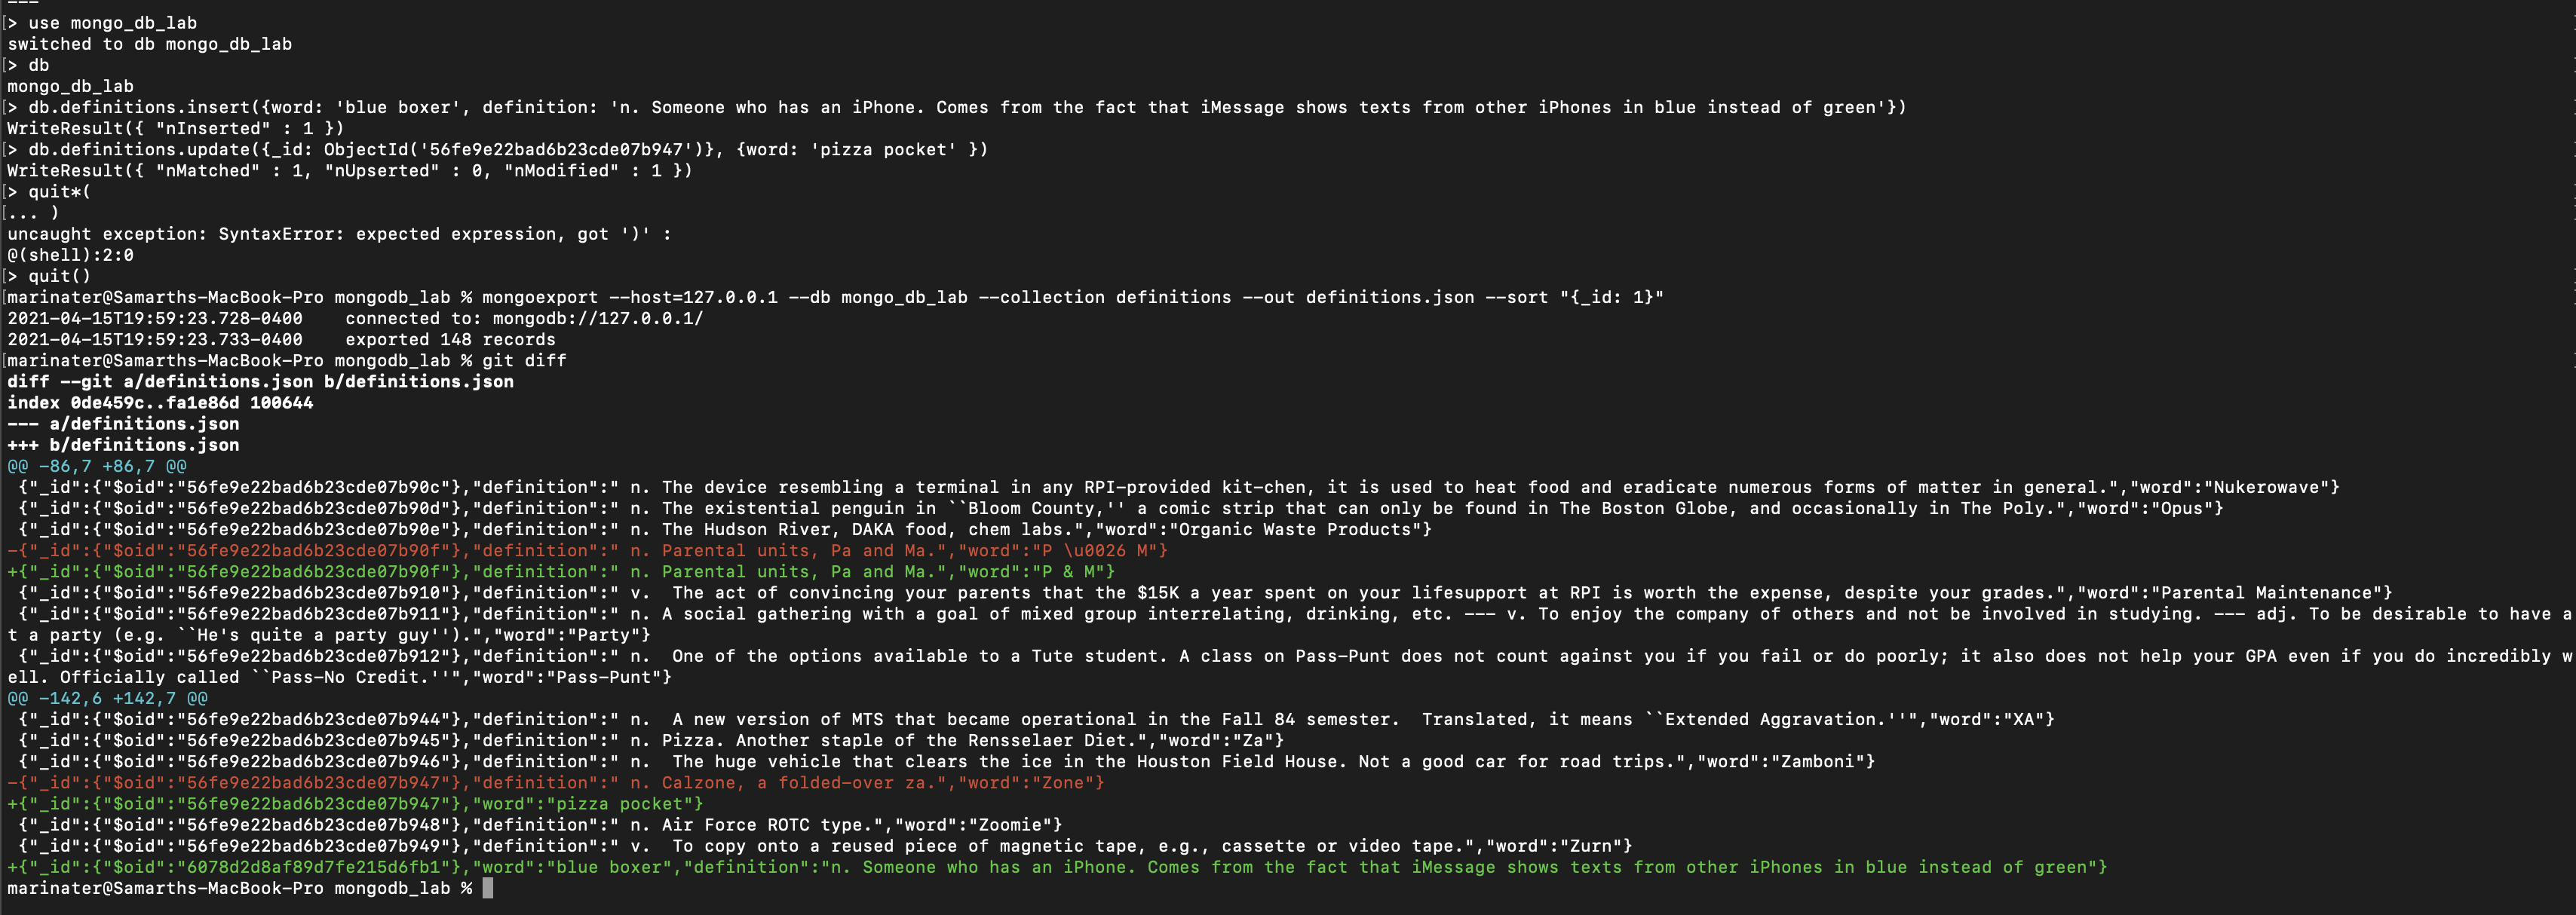 ---
[> use mongo_db_lab
switched to db mongo_db_lab
[> db
mongo_db_lab
[> db.definitions.insert({word: 'blue boxer', definition: 'n. Someone who has an iPhone. Comes from the fact that iMessage shows texts from other iPhones in blue instead of green'})
WriteResult({ "nInserted" : 1 })
[> db.definitions.update({_id: ObjectId('56fe9e22bad6b23cde07b947')}, {word: 'pizza pocket' })
WriteResult({ "nMatched" : 1, "nUpserted" : 0, "nModified" : 1 })
[> quit*(
[... )
uncaught exception: SyntaxError: expected expression, got ')' :
@(shell):2:0
[> quit()
[marinater@Samarths-MacBook-Pro mongodb_lab % mongoexport --host=127.0.0.1 --db mongo_db_lab --collection definitions --out definitions.json --sort "{_id: 1}"
2021-04-15T19:59:23.728-0400    connected to: mongodb://127.0.0.1/
2021-04-15T19:59:23.733-0400    exported 148 records
[marinater@Samarths-MacBook-Pro mongodb_lab % git diff
diff --git a/definitions.json b/definitions.json
index 0de459c..fa1e86d 100644
--- a/definitions.json
+++ b/definitions.json
@@ -86,7 +86,7 @@
 {"_id":{"$oid":"56fe9e22bad6b23cde07b90c"},"definition":" n. The device resembling a terminal in any RPI-provided kit-chen, it is used to heat food and eradicate numerous forms of matter in general.","word":"Nukerowave"}
 {"_id":{"$oid":"56fe9e22bad6b23cde07b90d"},"definition":" n. The existential penguin in ``Bloom County,'' a comic strip that can only be found in The Boston Globe, and occasionally in The Poly.","word":"Opus"}
 {"_id":{"$oid":"56fe9e22bad6b23cde07b90e"},"definition":" n. The Hudson River, DAKA food, chem labs.","word":"Organic Waste Products"}
-{"_id":{"$oid":"56fe9e22bad6b23cde07b90f"},"definition":" n. Parental units, Pa and Ma.","word":"P \u0026 M"}
+{"_id":{"$oid":"56fe9e22bad6b23cde07b90f"},"definition":" n. Parental units, Pa and Ma.","word":"P & M"}
 {"_id":{"$oid":"56fe9e22bad6b23cde07b910"},"definition":" v.  The act of convincing your parents that the $15K a year spent on your lifesupport at RPI is worth the expense, despite your grades.","word":"Parental Maintenance"}
 {"_id":{"$oid":"56fe9e22bad6b23cde07b911"},"definition":" n. A social gathering with a goal of mixed group interrelating, drinking, etc. --- v. To enjoy the company of others and not be involved in studying. --- adj. To be desirable to have a
t a party (e.g. ``He's quite a party guy'').","word":"Party"}
 {"_id":{"$oid":"56fe9e22bad6b23cde07b912"},"definition":" n.  One of the options available to a Tute student. A class on Pass-Punt does not count against you if you fail or do poorly; it also does not help your GPA even if you do incredibly w
ell. Officially called ``Pass-No Credit.''","word":"Pass-Punt"}
@@ -142,6 +142,7 @@
 {"_id":{"$oid":"56fe9e22bad6b23cde07b944"},"definition":" n.  A new version of MTS that became operational in the Fall 84 semester.  Translated, it means ``Extended Aggravation.''","word":"XA"}
 {"_id":{"$oid":"56fe9e22bad6b23cde07b945"},"definition":" n. Pizza. Another staple of the Rensselaer Diet.","word":"Za"}
 {"_id":{"$oid":"56fe9e22bad6b23cde07b946"},"definition":" n.  The huge vehicle that clears the ice in the Houston Field House. Not a good car for road trips.","word":"Zamboni"}
-{"_id":{"$oid":"56fe9e22bad6b23cde07b947"},"definition":" n. Calzone, a folded-over za.","word":"Zone"}
+{"_id":{"$oid":"56fe9e22bad6b23cde07b947"},"word":"pizza pocket"}
 {"_id":{"$oid":"56fe9e22bad6b23cde07b948"},"definition":" n. Air Force ROTC type.","word":"Zoomie"}
 {"_id":{"$oid":"56fe9e22bad6b23cde07b949"},"definition":" v.  To copy onto a reused piece of magnetic tape, e.g., cassette or video tape.","word":"Zurn"}
+{"_id":{"$oid":"6078d2d8af89d7fe215d6fb1"},"word":"blue boxer","definition":"n. Someone who has an iPhone. Comes from the fact that iMessage shows texts from other iPhones in blue instead of green"}
marinater@Samarths-MacBook-Pro mongodb_lab %